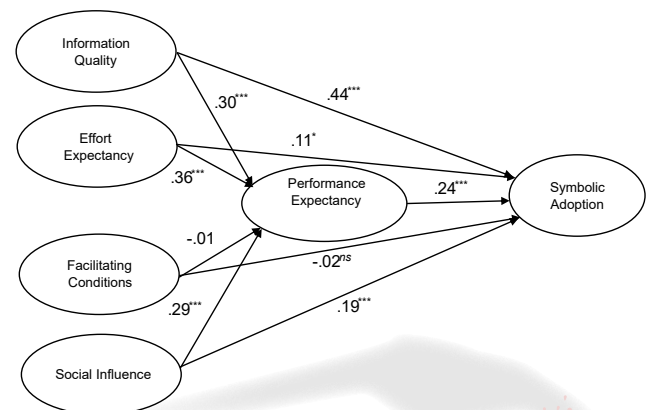 Information
Quality
.44***
.30***
Effort
Expectancy
.11*
.36***
Performance
Expectancy
.24***
Symbolic
Adoption
-.01
Facilitating
Conditions
-.02ns
.29***
.19***
Social Influence